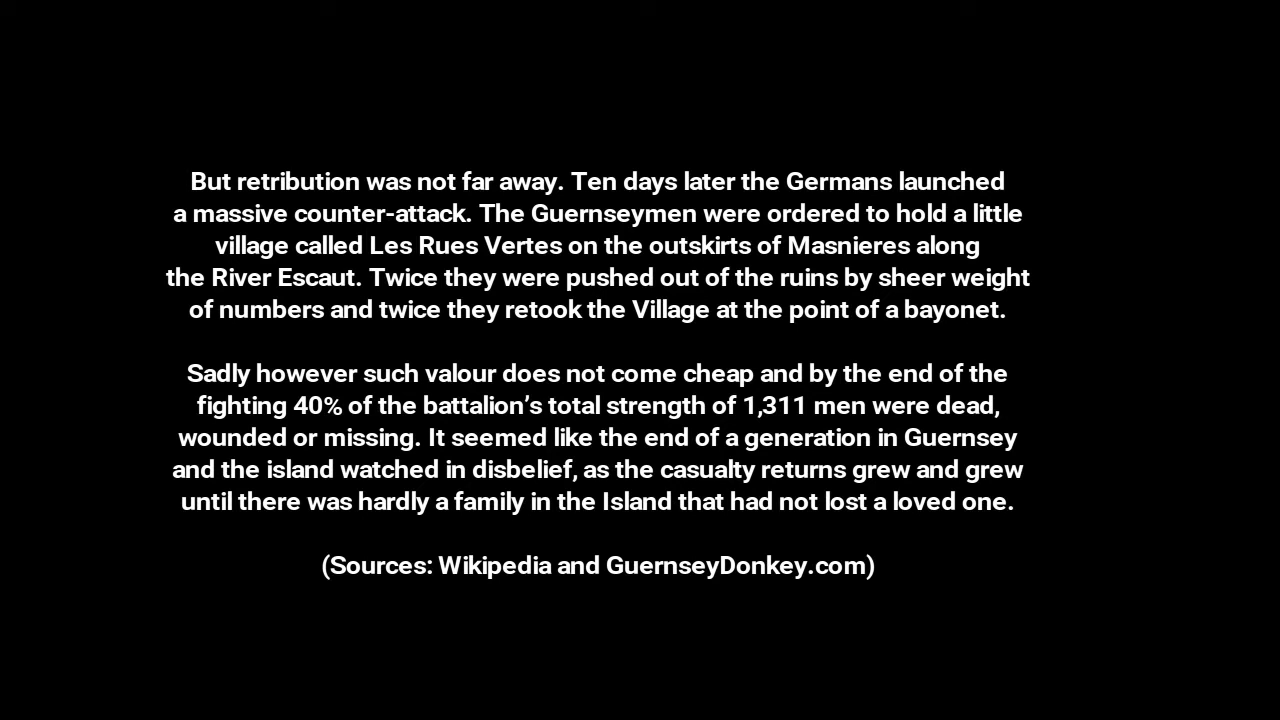 But retribution was not far away. Ten days later the Germans launched
a massive counter-attack. The Guernseymen were ordered to hold a little
village called Les Rues Vertes on the outskirts of Masnieres along
the River Escaut. Twice they were pushed out of the ruins by sheer weight
of numbers and twice they retook the Village at the point of a bayonet.
Sadly however such valour does not come cheap and by the end of the
fighting 40% of the battalion’s total strength of 1,311 men were dead,
wounded or missing. It seemed like the end of a generation in Guernsey
and the island watched in disbelief, as the casualty returns grew and grew
until there was hardly a family in the Island that had not lost a loved one.
(Sources: Wikipedia and GuernseyDonkey.com)